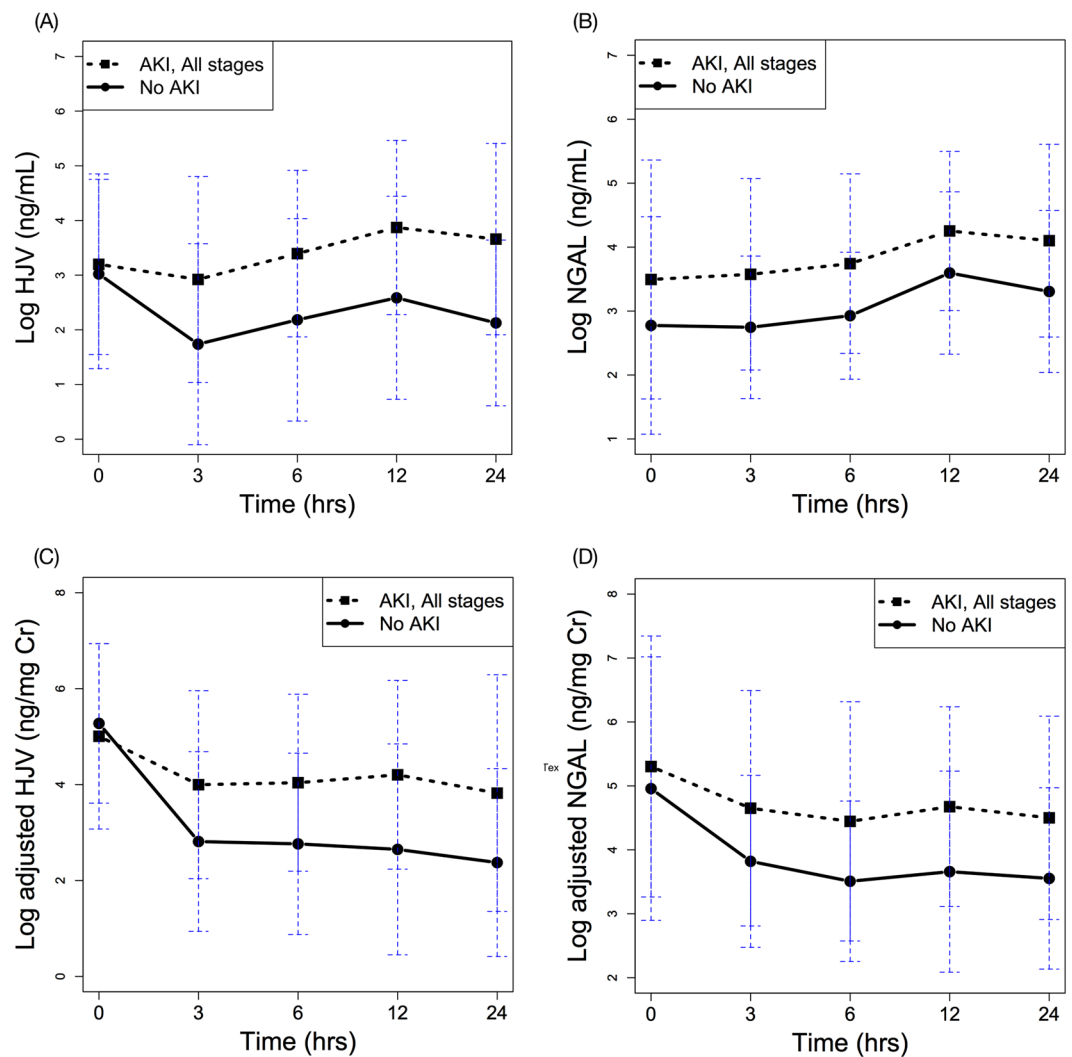 (A)
AKI, All stages
No AKI
Log HJV (ng/mL)
7
6
5
4
3
2
1
0
0 3 6 12 24
Time (hrs)
(B)
AKI, All stages
No AKI
Log NGAL (ng/mL)
7
6
5
4
3
2
1
0 3 6 12 24
Time (hrs)
(C)
AKI, All stages
No AKI
Log adjusted HJV (ng/mg Cr)
8
6
4
2
0
0 3 6 12 24
Time (hrs)
(D)
AKI, All stages
No AKI
Tex
Log adjusted NGAL (ng/mg Cr)
8
7
6
5
4
3
2
0 3 6 12 24
Time (hrs)